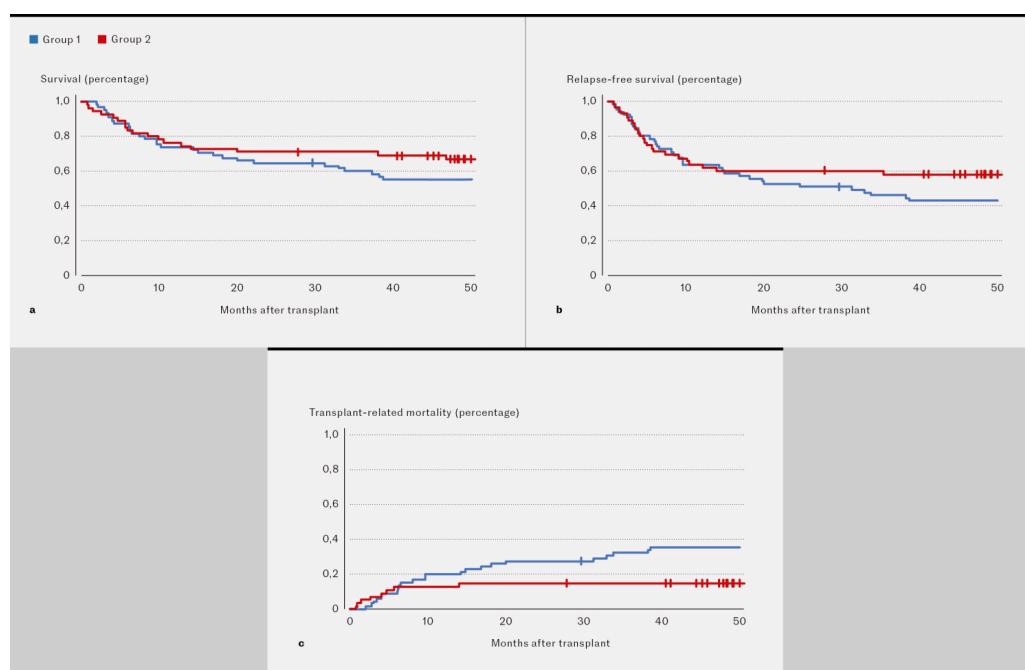 Group 1 Group 2
Survival (percentage)
1,0
0,8
0,6
0,4
0,2
0
0 10 20 30 40 50
a Months after transplant
Relapse-free survival (percentage)
1,0
0,8
0,6
0,4
0,2
0
0 10 20 30 40 50
b Months after transplant
Transplant-related mortality (percentage)
1,0
0,8
0,6
0,4
0,2
0
0 10 20 30 40 50
c Months after transplant